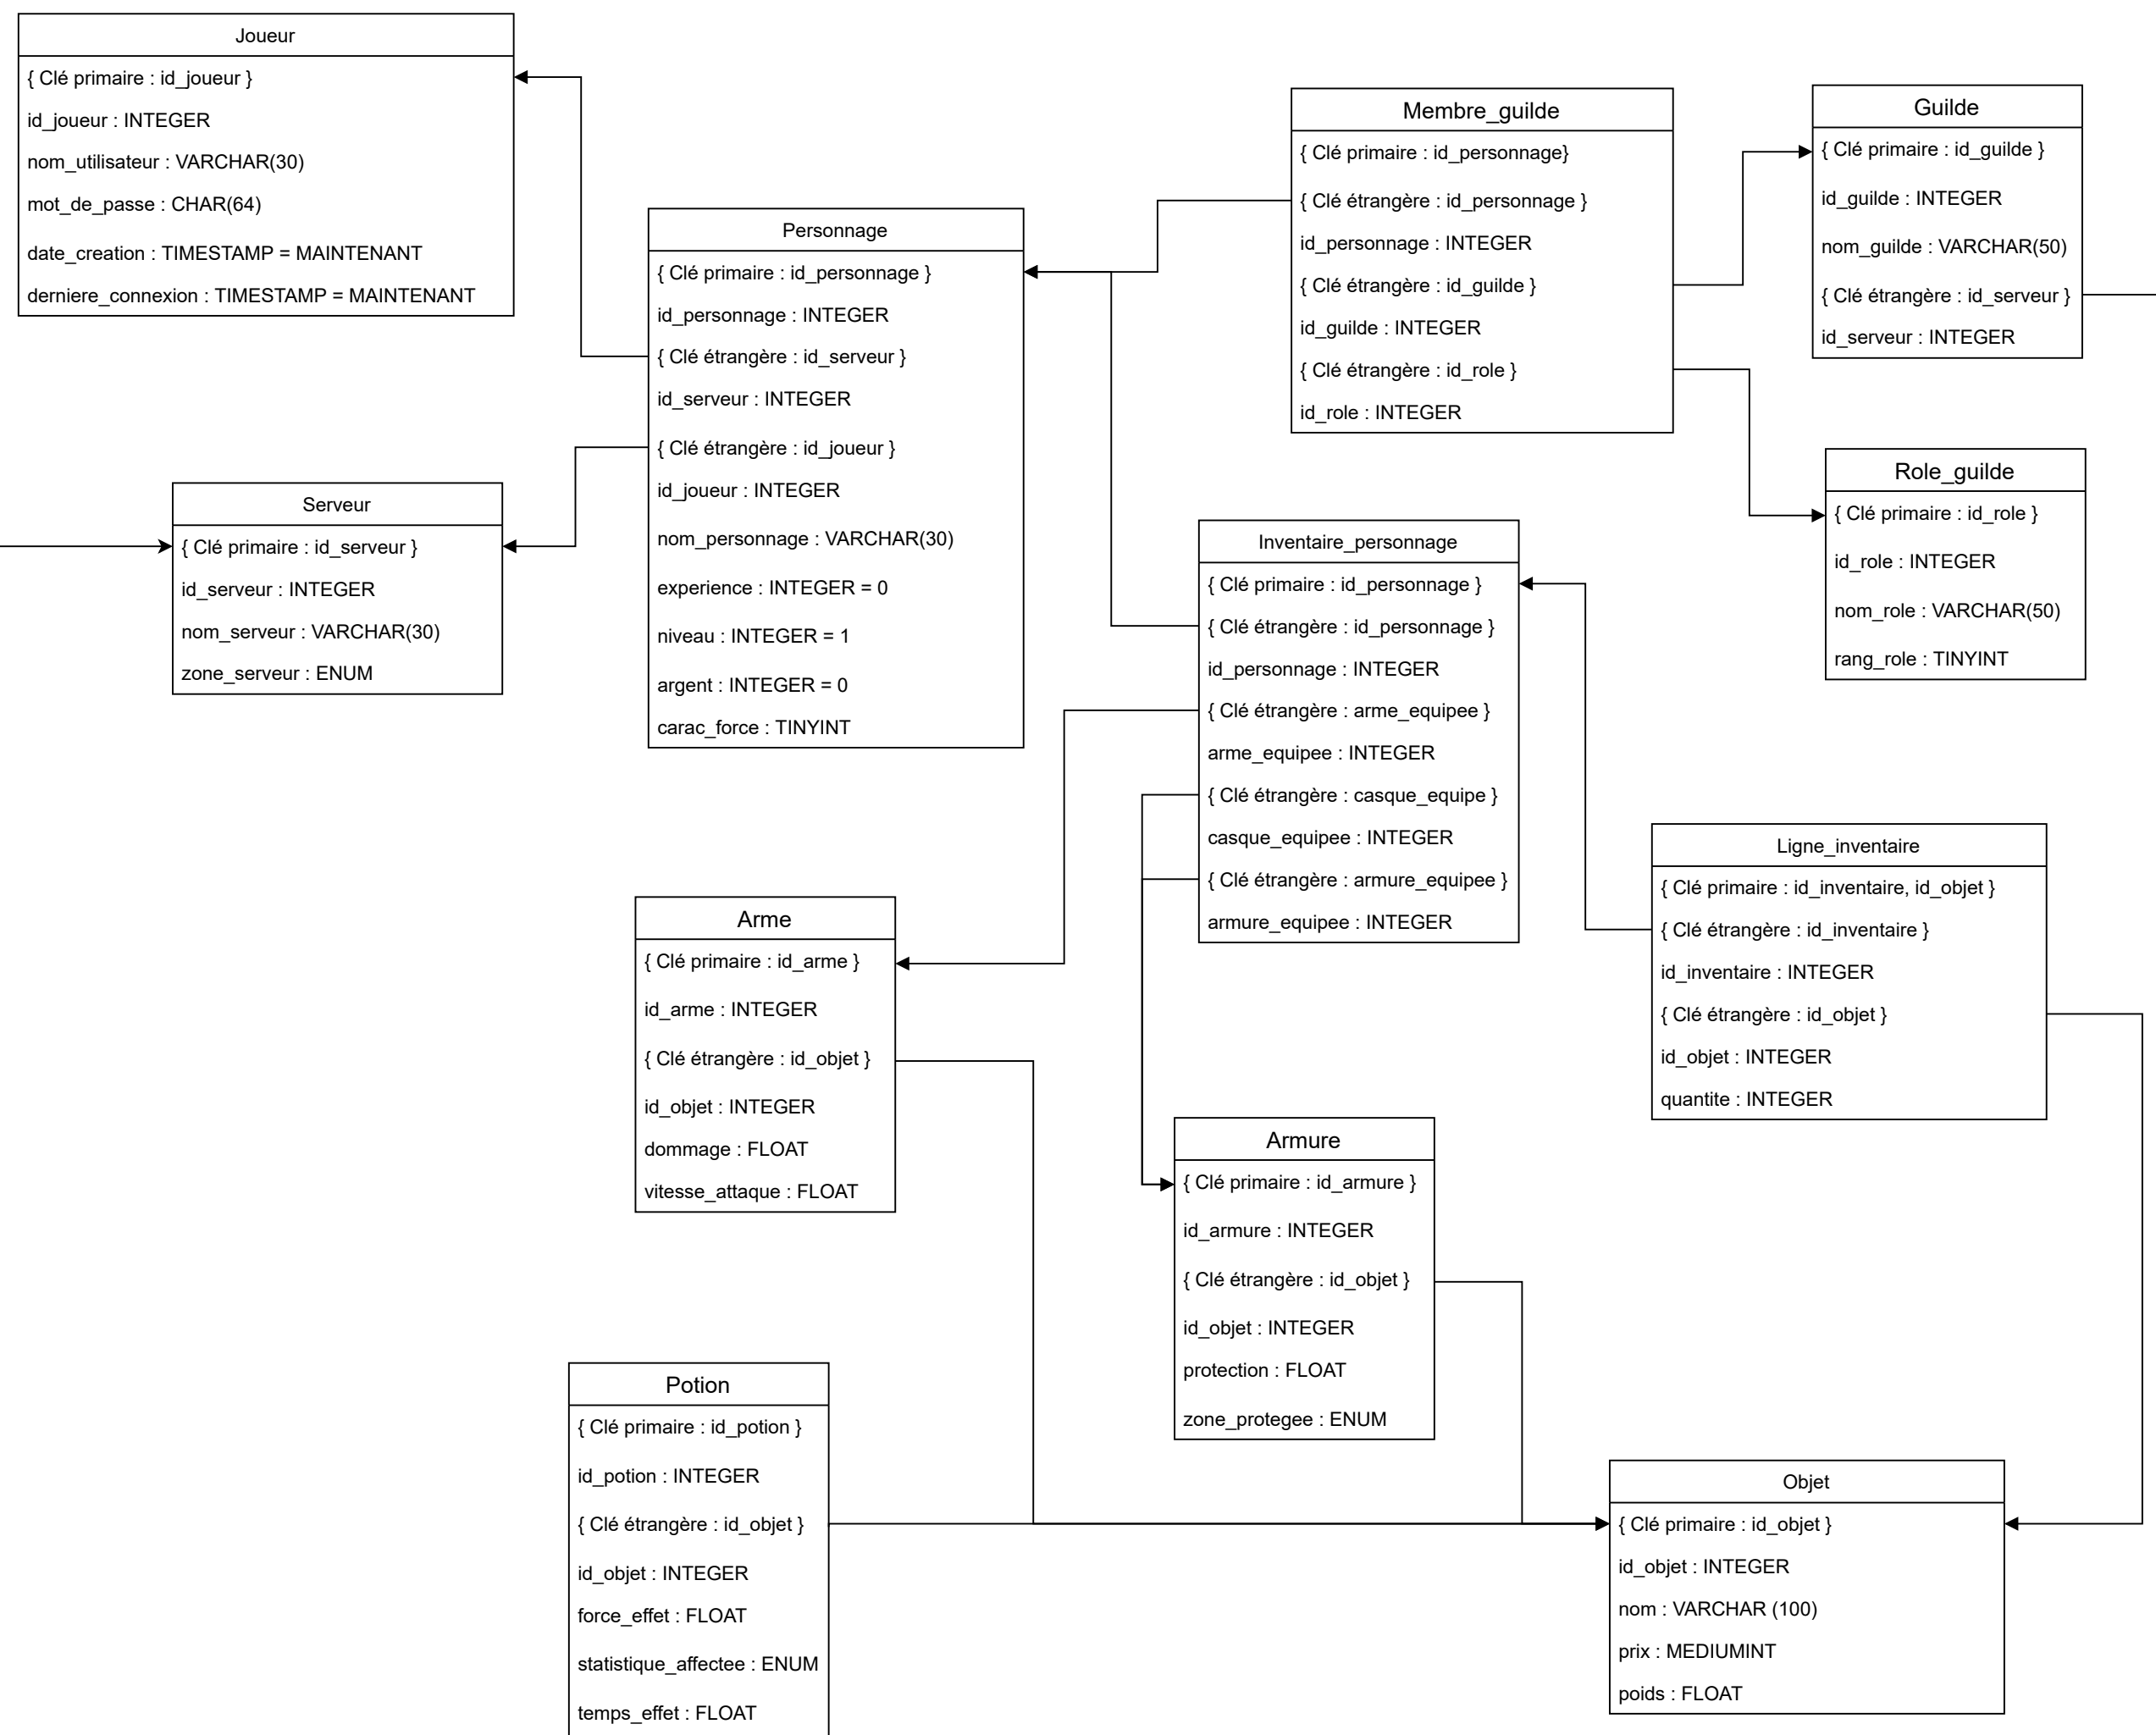 Joueur
{ Clé primaire : id_joueur }
id_joueur : INTEGER
nom_utilisateur : VARCHAR(30)
mot_de_passe : CHAR(64)
date_creation : TIMESTAMP = MAINTENANT
derniere_connexion : TIMESTAMP = MAINTENANT
Serveur
{ Clé primaire : id_serveur }
id_serveur : INTEGER
nom_serveur : VARCHAR(30)
zone_serveur : ENUM
Personnage
{ Clé primaire : id_personnage }
id_personnage : INTEGER
{ Clé étrangère : id_serveur }
id_serveur : INTEGER
{ Clé étrangère : id_joueur }
id_joueur : INTEGER
nom_personnage : VARCHAR(30)
experience : INTEGER = 0
niveau : INTEGER = 1
argent : INTEGER = 0
carac_force : TINYINT
Membre_guilde
{ Clé primaire : id_personnage}
{ Clé étrangère : id_personnage }
id_personnage : INTEGER
{ Clé étrangère : id_guilde }
id_guilde : INTEGER
{ Clé étrangère : id_role }
id_role : INTEGER
Guilde
{ Clé primaire : id_guilde }
id_guilde : INTEGER
nom_guilde : VARCHAR(50)
{ Clé étrangère : id_serveur }
id_serveur : INTEGER
Role_guilde
{ Clé primaire : id_role }
id_role : INTEGER
nom_role : VARCHAR(50)
rang_role : TINYINT
Inventaire_personnage
{ Clé primaire : id_personnage }
{ Clé étrangère : id_personnage }
id_personnage : INTEGER
{ Clé étrangère : arme_equipee }
arme_equipee : INTEGER
{ Clé étrangère : casque_equipe }
casque_equipee : INTEGER
{ Clé étrangère : armure_equipee }
armure_equipee : INTEGER
Ligne_inventaire
{ Clé primaire : id_inventaire, id_objet }
{ Clé étrangère : id_inventaire }
id_inventaire : INTEGER
{ Clé étrangère : id_objet }
id_objet : INTEGER
quantite : INTEGER
Arme
{ Clé primaire : id_arme }
id_arme : INTEGER
{ Clé étrangère : id_objet }
id_objet : INTEGER
dommage : FLOAT
vitesse_attaque : FLOAT
Armure
{ Clé primaire : id_armure }
id_armure : INTEGER
{ Clé étrangère : id_objet }
id_objet : INTEGER
protection : FLOAT
zone_protegee : ENUM
Potion
{ Clé primaire : id_potion }
id_potion : INTEGER
{ Clé étrangère : id_objet }
id_objet : INTEGER
force_effet : FLOAT
statistique_affectee : ENUM
temps_effet : FLOAT
Objet
{ Clé primaire : id_objet }
id_objet : INTEGER
nom : VARCHAR (100)
prix : MEDIUMINT
poids : FLOAT